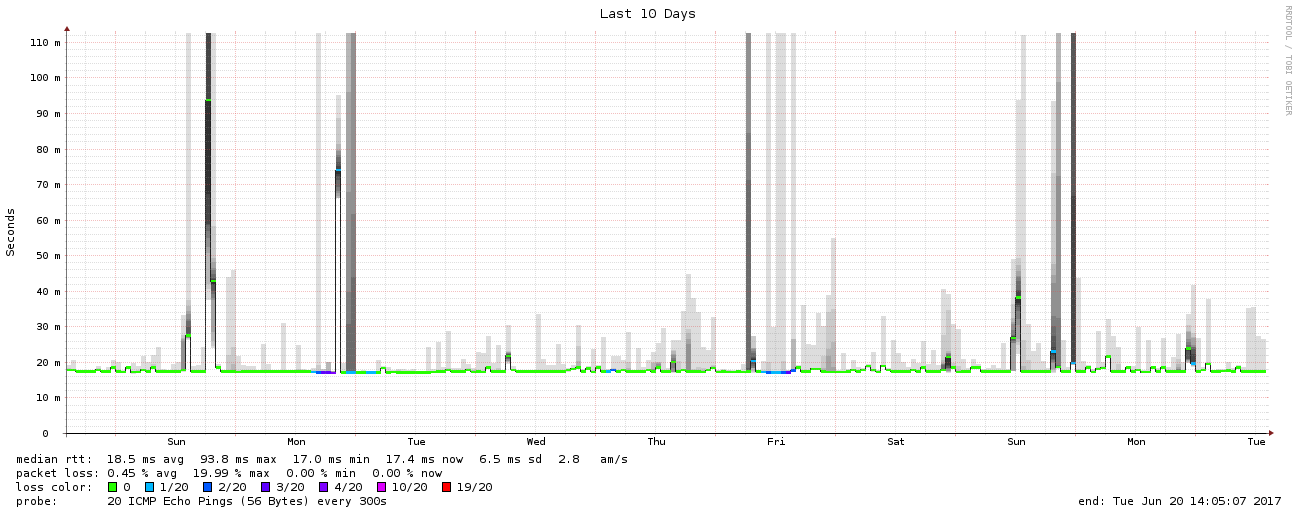 Last 10 Days
RRDTOOL / TOBI OETIKER
Seconds
110 m
100 m
90 m
80 m
70 m
60 m
50 m
40 m
30 m
20 m
10 m
0
Sun Mon Tue Wed Thu Fri Sat Sun Mon Tue
median rtt: 18.5 ms avg 93.8 ms max 17.0 ms min 17.4 ms now 6.5 ms sd 2.8 am/s
packet loss: 0.45 % avg 19.99 % max 0.00 % min 0.00 % now
loss color: 0 1/20 2/20 3/20 4/20 10/20 19/20
probe: 20 ICMP Echo Pings (56 Bytes) every 300s end: Tue Jun 20 14:05:07 2017